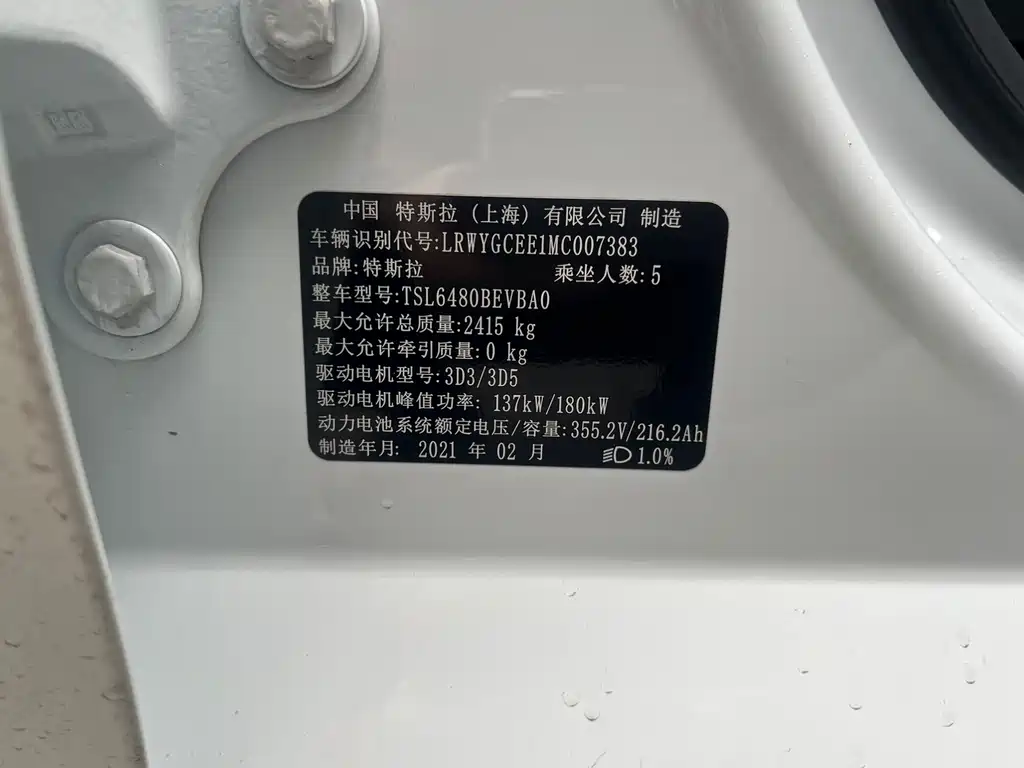 中国 特斯拉 (上海) 有限公司 制造
车辆识别代号:LRWYGCEE1MC007383
品牌:特斯拉 乘坐人数:5
整车型号:TSL6480BEVBA0
最大允许总质量:2415 kg
最大允许牵引质量:0 kg
驱动电机型号:3D3/3D5
驱动电机峰值功率: 137kW/180kW
动力电池系统额定电压/容量:355.2V/216.2Ah
制造年月: 2021 年 02 月 1.0%